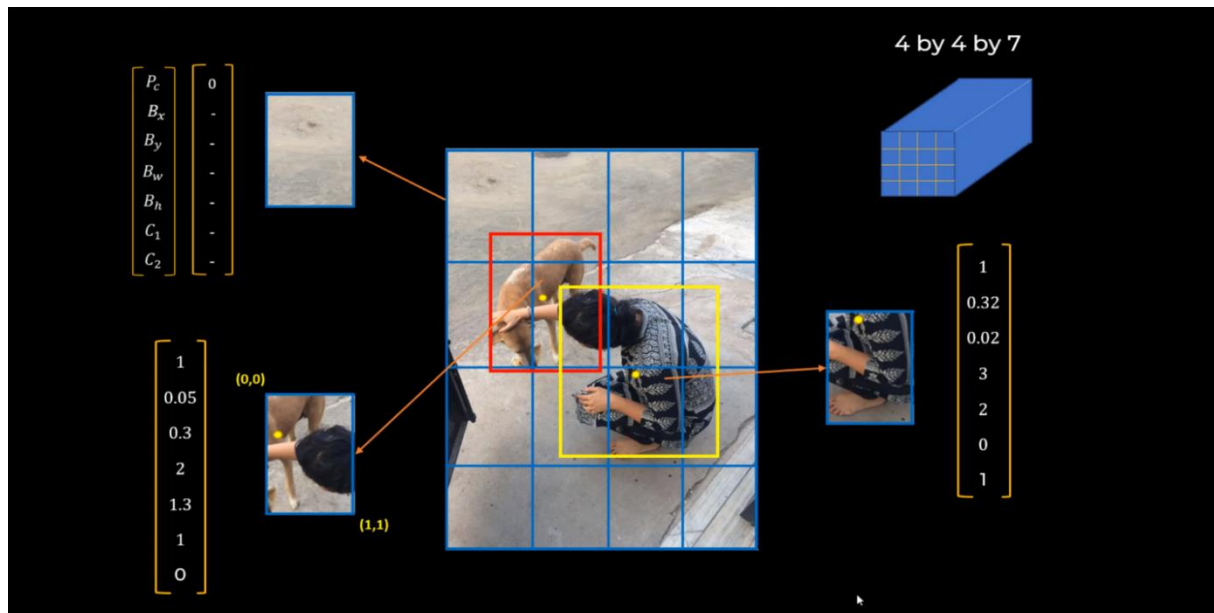 4 by 4 by 7
P_c 0
B_x -
B_y -
B_w -
B_h -
C_1 -
C_2 -
1
0.32
0.02
3
2
0
1
(0,0)
1
0.05
0.3
2
1.3
1
0
(1,1)